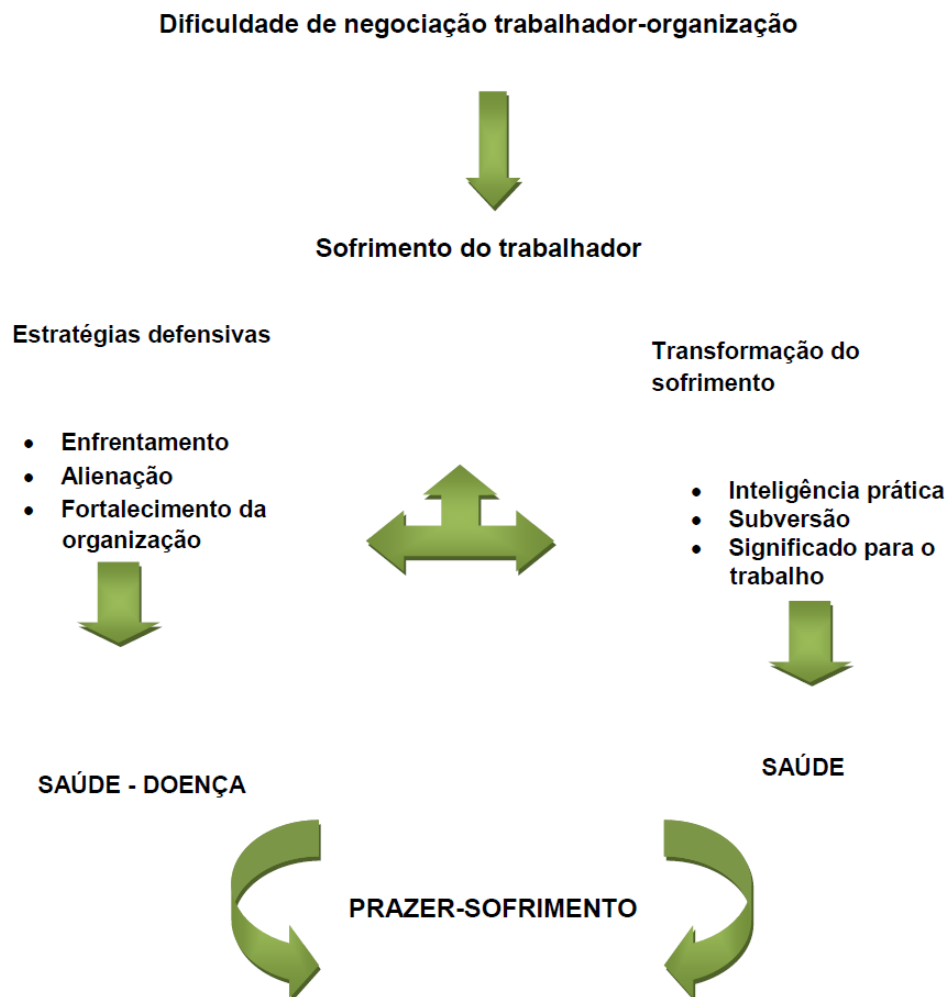 Dificuldade de negociação trabalhador-organização
Sofrimento do trabalhador
Estratégias defensivas
• Enfrentamento
• Alienação
• Fortalecimento da
organização
Transformação do
sofrimento
• Inteligência prática
• Subversão
• Significado para o
trabalho
SAÚDE - DOENÇA
SAÚDE
PRAZER-SOFRIMENTO